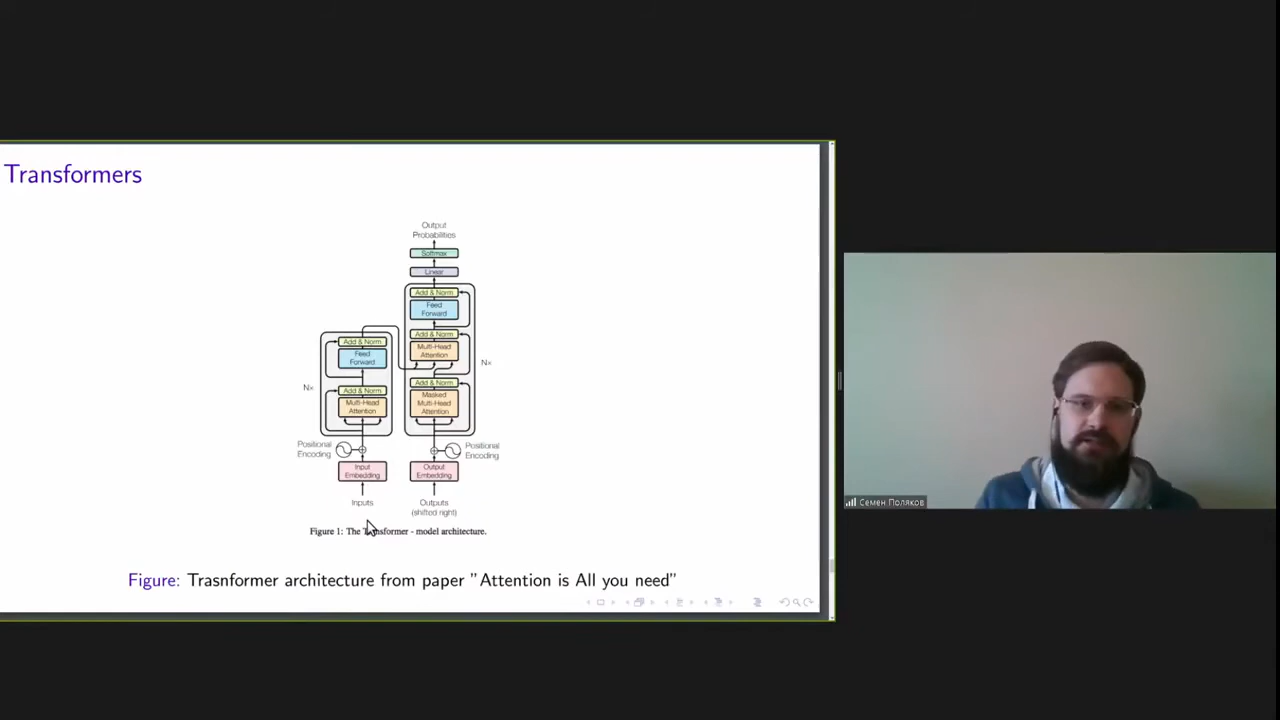 Transformers
Output
Probabilities
Softmax
Linear
Add & Norm
Feed
Forward
Add & Norm
Multi-Head
Attention
Add & Norm
Masked
Multi-Head
Attention
Nx
Add & Norm
Feed
Forward
Nx
Add & Norm
Multi-Head
Attention
Positional
Encoding
Positional
Encoding
Input
Embedding
Output
Embedding
Inputs
Outputs
(shifted right)
Figure 1: The Transformer - model architecture.
Figure: Trasnformer architecture from paper "Attention is All you need"
Семен Поляков